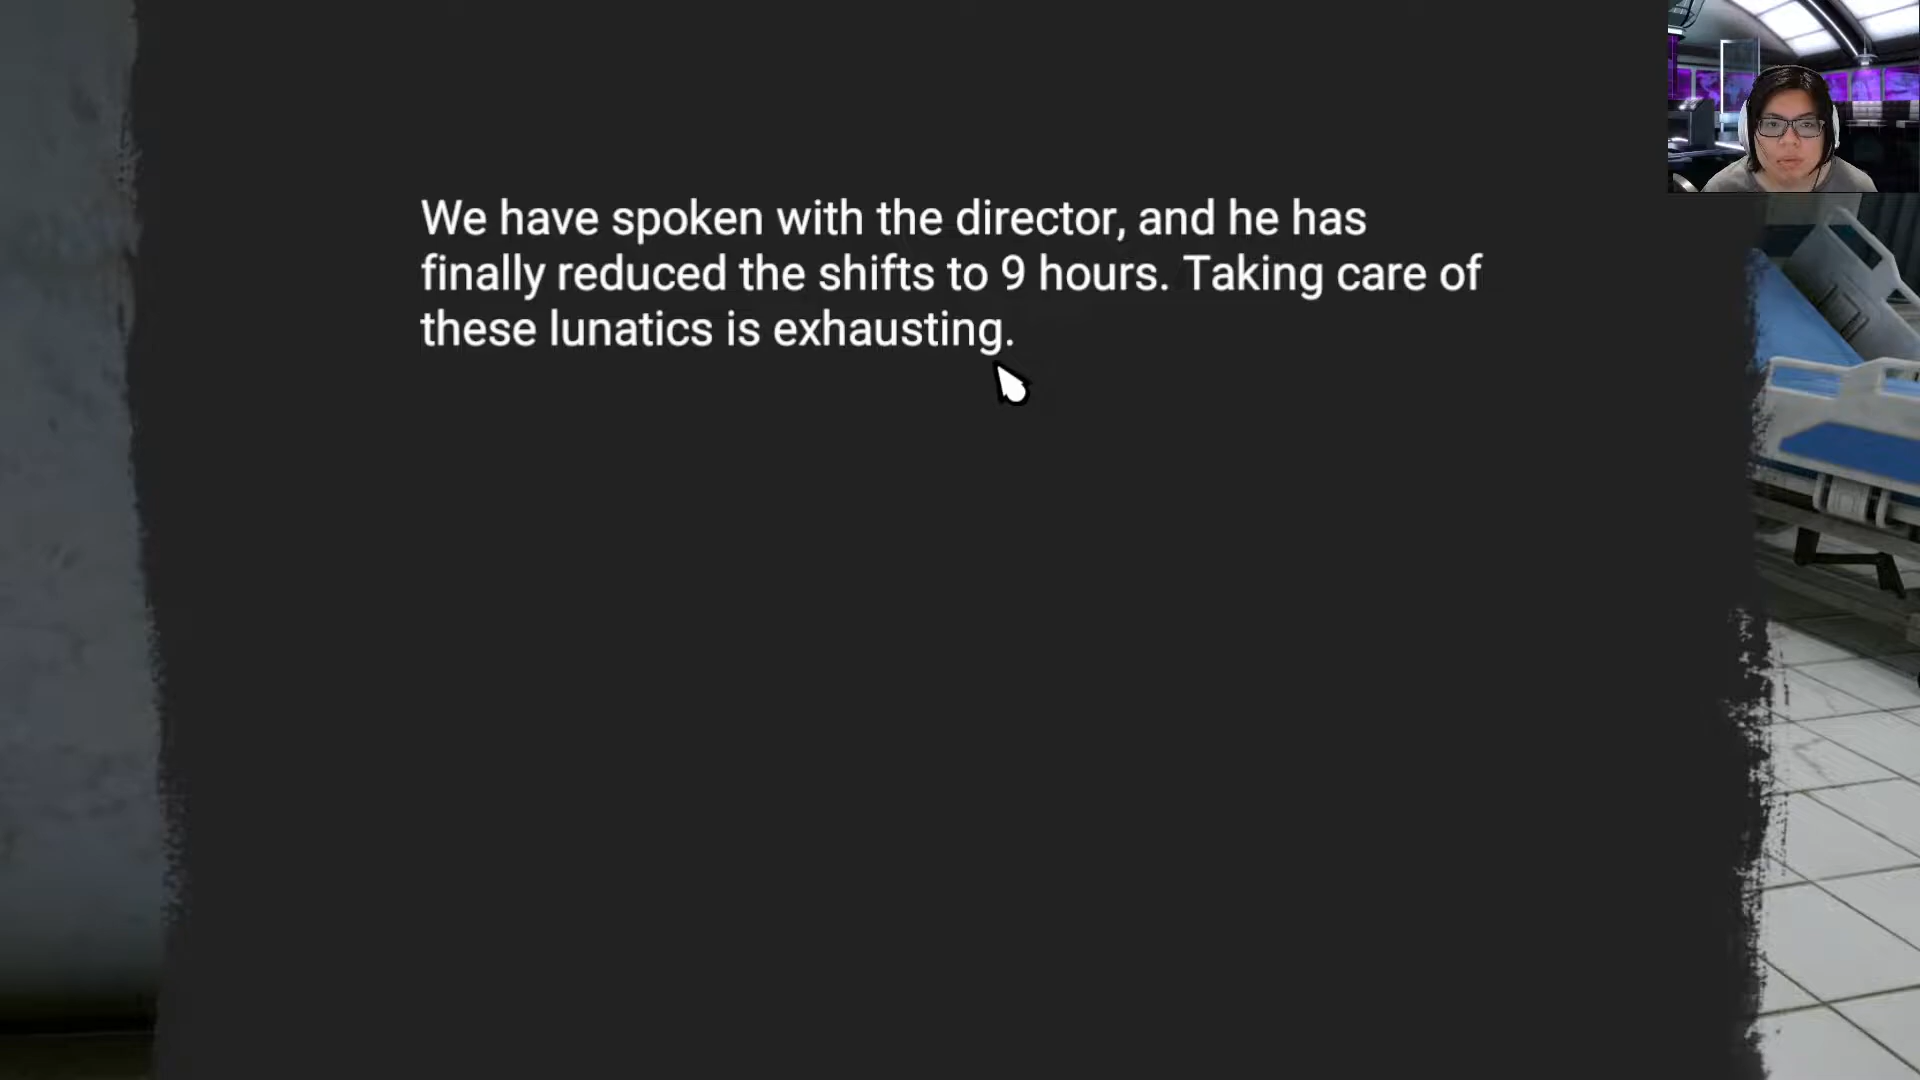 We have spoken with the director, and he has
finally reduced the shifts to 9 hours. Taking care of
these lunatics is exhausting.